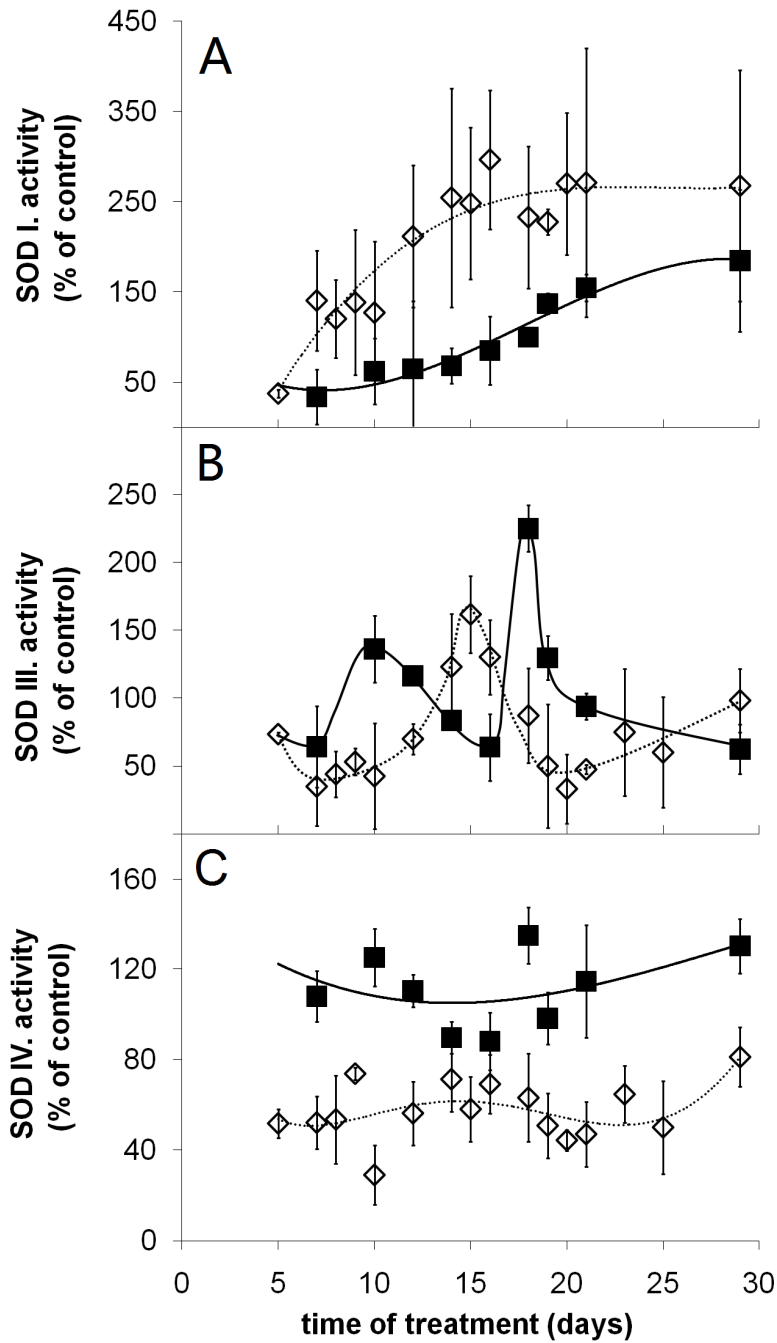 A
SOD I. activity
(% of control)
450
350
250
150
50
B
SOD III. activity
(% of control)
250
200
150
100
50
C
SOD IV. activity
(% of control)
160
120
80
40
0
0 5 10 15 20 25 30
time of treatment (days)